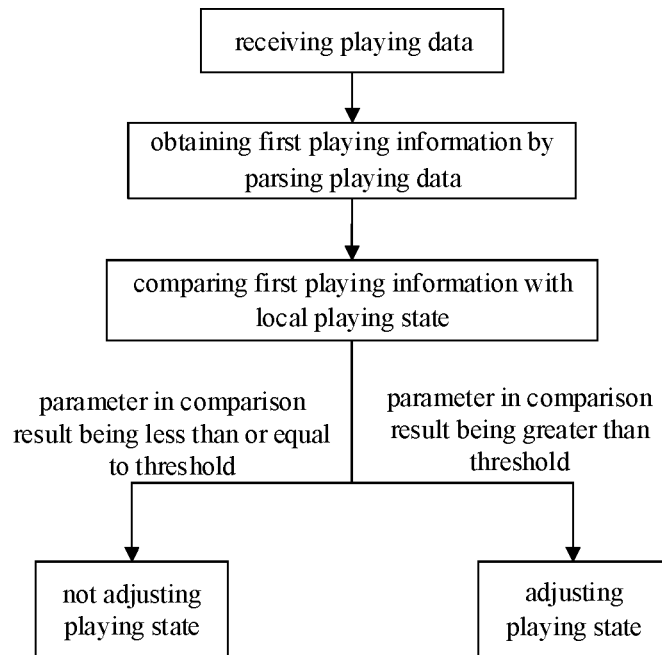 receiving playing data
obtaining first playing information by
parsing playing data
comparing first playing information with
local playing state
parameter in comparison
result being less than or equal
to threshold
parameter in comparison
result being greater than
threshold
not adjusting
playing state
adjusting
playing state